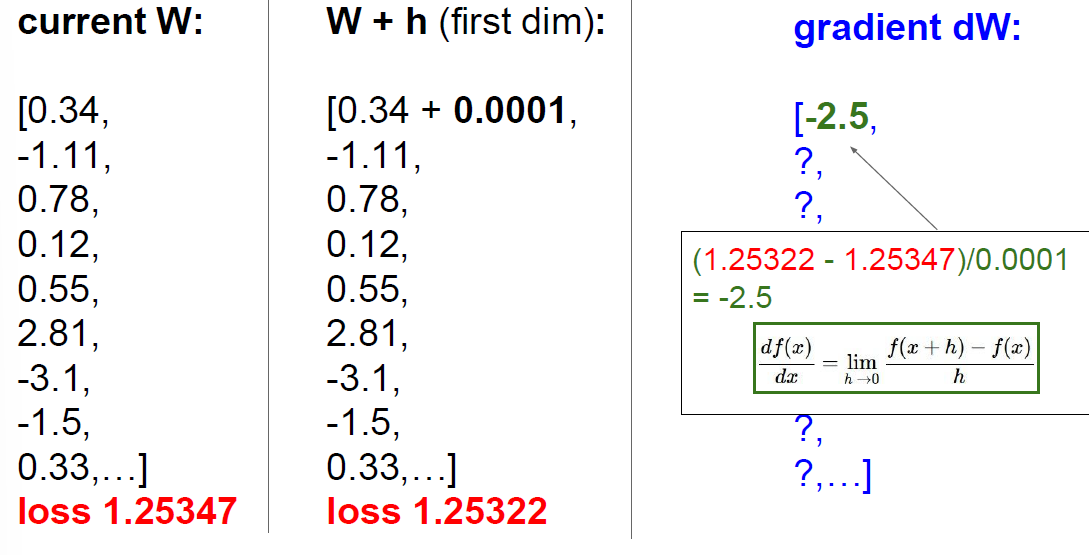 current W:
[0.34,
-1.11,
0.78,
0.12,
0.55,
2.81,
-3.1,
-1.5,
0.33,…]
loss 1.25347
W + h (first dim):
[0.34 + 0.0001,
-1.11,
0.78,
0.12,
0.55,
2.81,
-3.1,
-1.5,
0.33,…]
loss 1.25322
gradient dW:
[-2.5,
?,
?,
(1.25322 - 1.25347)/0.0001
= -2.5
df(x)/dx = lim h→0 f(x + h) − f(x)/h
?,
?,…]